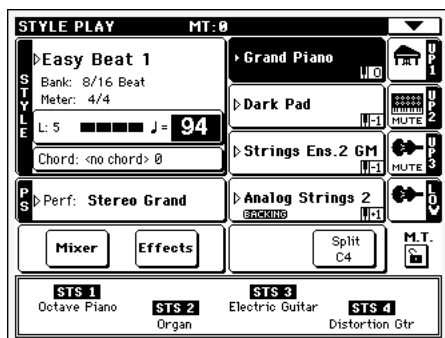 STYLE PLAY MT:0
STYLE
Easy Beat 1
Bank: 8/16 Beat
Meter: 4/4
L: 5 ♩= 94
Chord: <no chord> 0
PS
Perf: Stereo Grand
Mixer
Effects
Grand Piano
0
UP1
Dark Pad
-1
MUTE
UP2
Strings Ens.2 GM
-1
MUTE
UP3
Analog Strings 2
BACKING
+1
LOW
Split
C4
M.T.
STS 1
Octave Piano
STS 2
Organ
STS 3
Electric Guitar
STS 4
Distortion Gtr